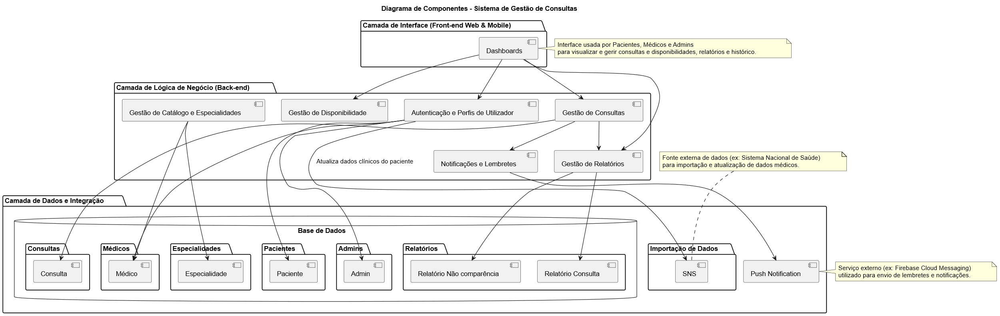 Diagrama de Componentes - Sistema de Gestão de Consultas
Camada de Interface (Front-end Web & Mobile)
Dashboards
Interface usada por Pacientes, Médicos e Admins
para visualizar e gerir consultas e disponibilidades, relatórios e histórico.
Camada de Lógica de Negócio (Back-end)
Gestão de Catálogo e Especialidades
Gestão de Disponibilidade
Autenticação e Perfis de Utilizador
Gestão de Consultas
Atualiza dados clínicos do paciente
Notificações e Lembretes
Gestão de Relatórios
Fonte externa de dados (ex: Sistema Nacional de Saúde)
para importação e atualização de dados médicos.
Camada de Dados e Integração
Base de Dados
Consultas
Médicos
Especialidades
Pacientes
Admins
Relatórios
Importação de Dados
Consulta
Médico
Especialidade
Paciente
Admin
Relatório Não comparência
Relatório Consulta
SNS
Push Notification
Serviço externo (ex: Firebase Cloud Messaging)
utilizado para envio de lembretes e notificações.